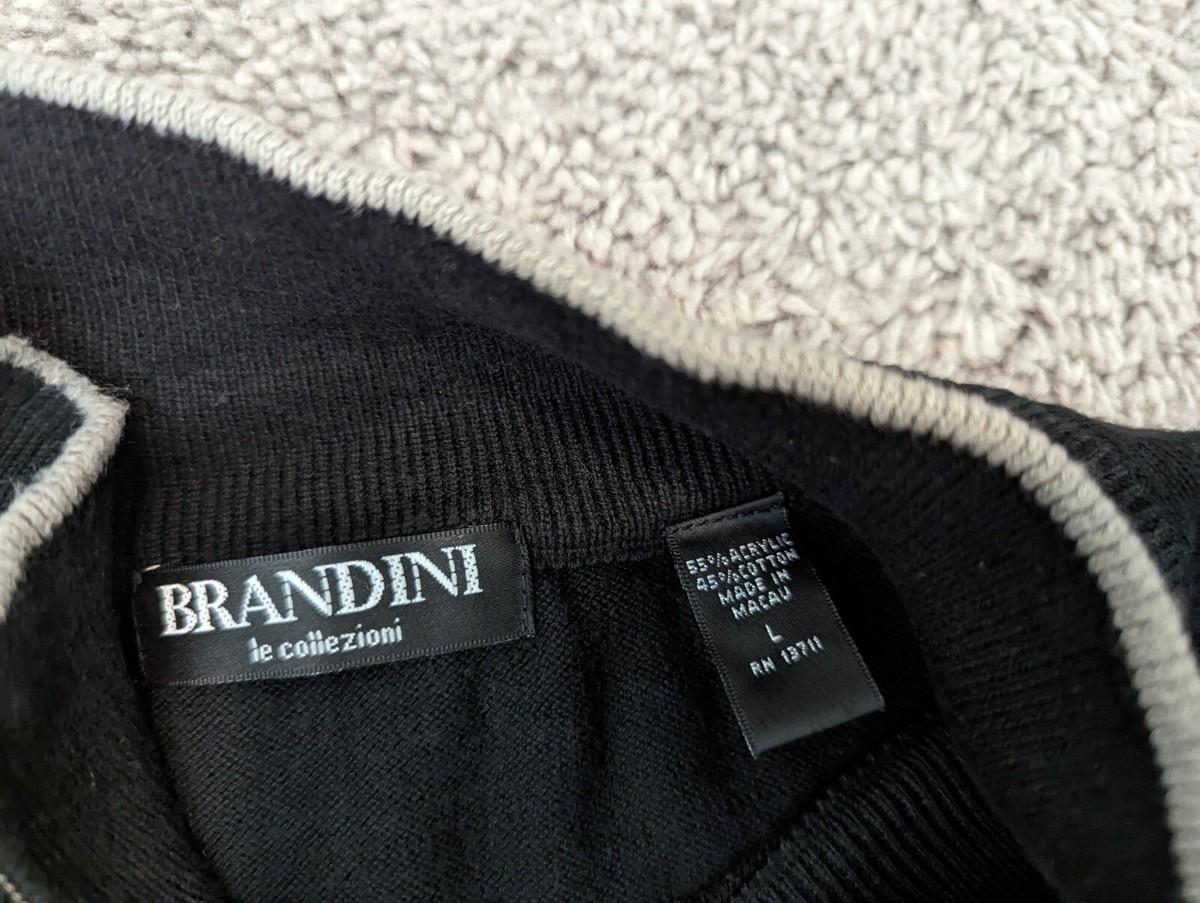 BRANDINI
le collezioni
55% ACRYLIC
45% COTTON
MADE IN
MACAU
L
RN 13711